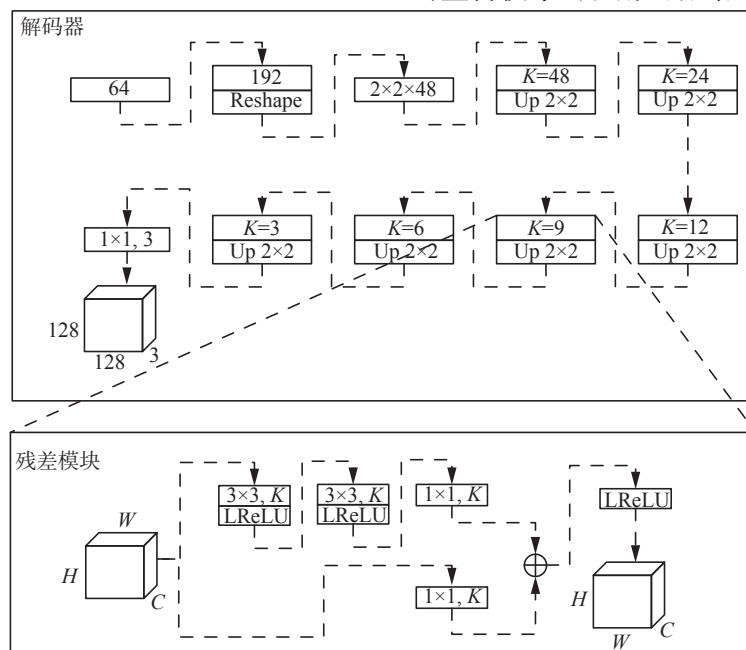 解码器
64
192
Reshape
2×2×48
K=48
Up 2×2
K=24
Up 2×2
1×1, 3
K=3
Up 2×2
K=6
Up 2×2
K=9
Up 2×2
K=12
Up 2×2
128
128
3
残差模块
W
H
C
3×3, K
LReLU
3×3, K
LReLU
1×1, K
1×1, K
LReLU
H
W
C